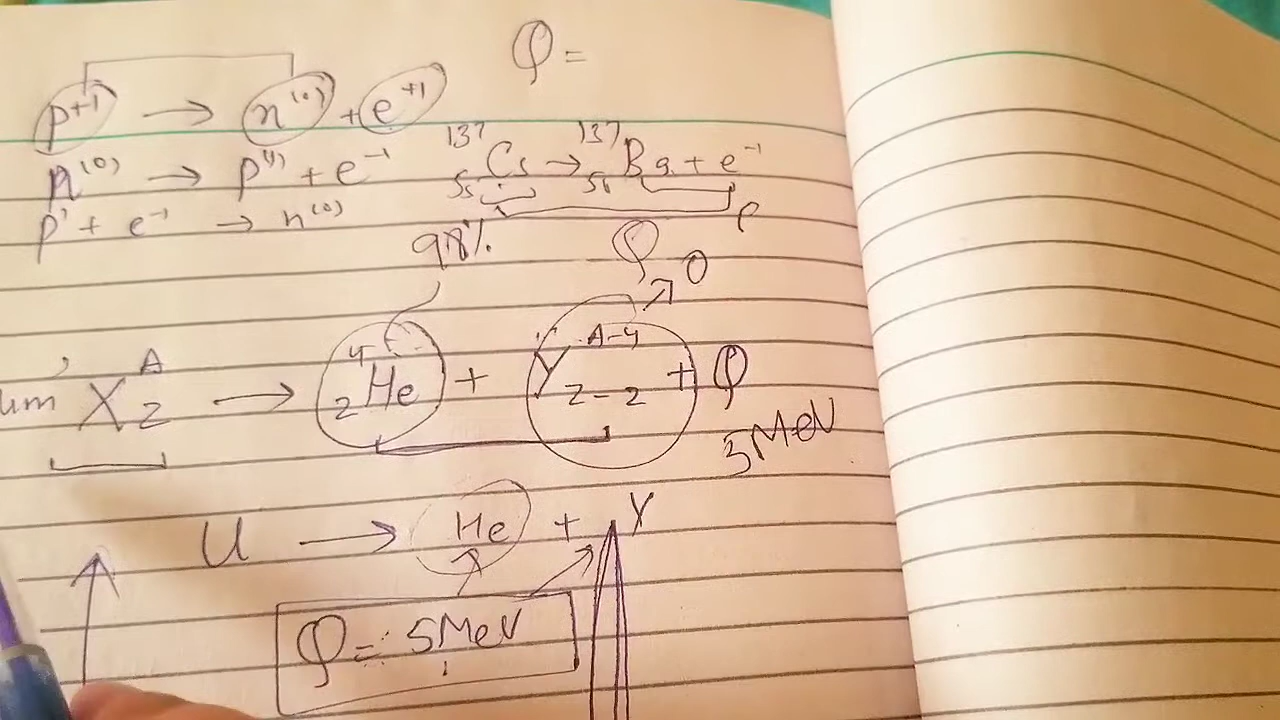 Q =
p+1 → n(0) + e+1
n(0) → p(1) + e-1
137 55 Cs → 137 56 Ba + e-1
p1 + e-1 → n(0)
e
98%
Q 0
um X A Z → 4 2 He + Y A-4 Z-2 + Q
5MeV
U → He + Y
Q = 5MeV